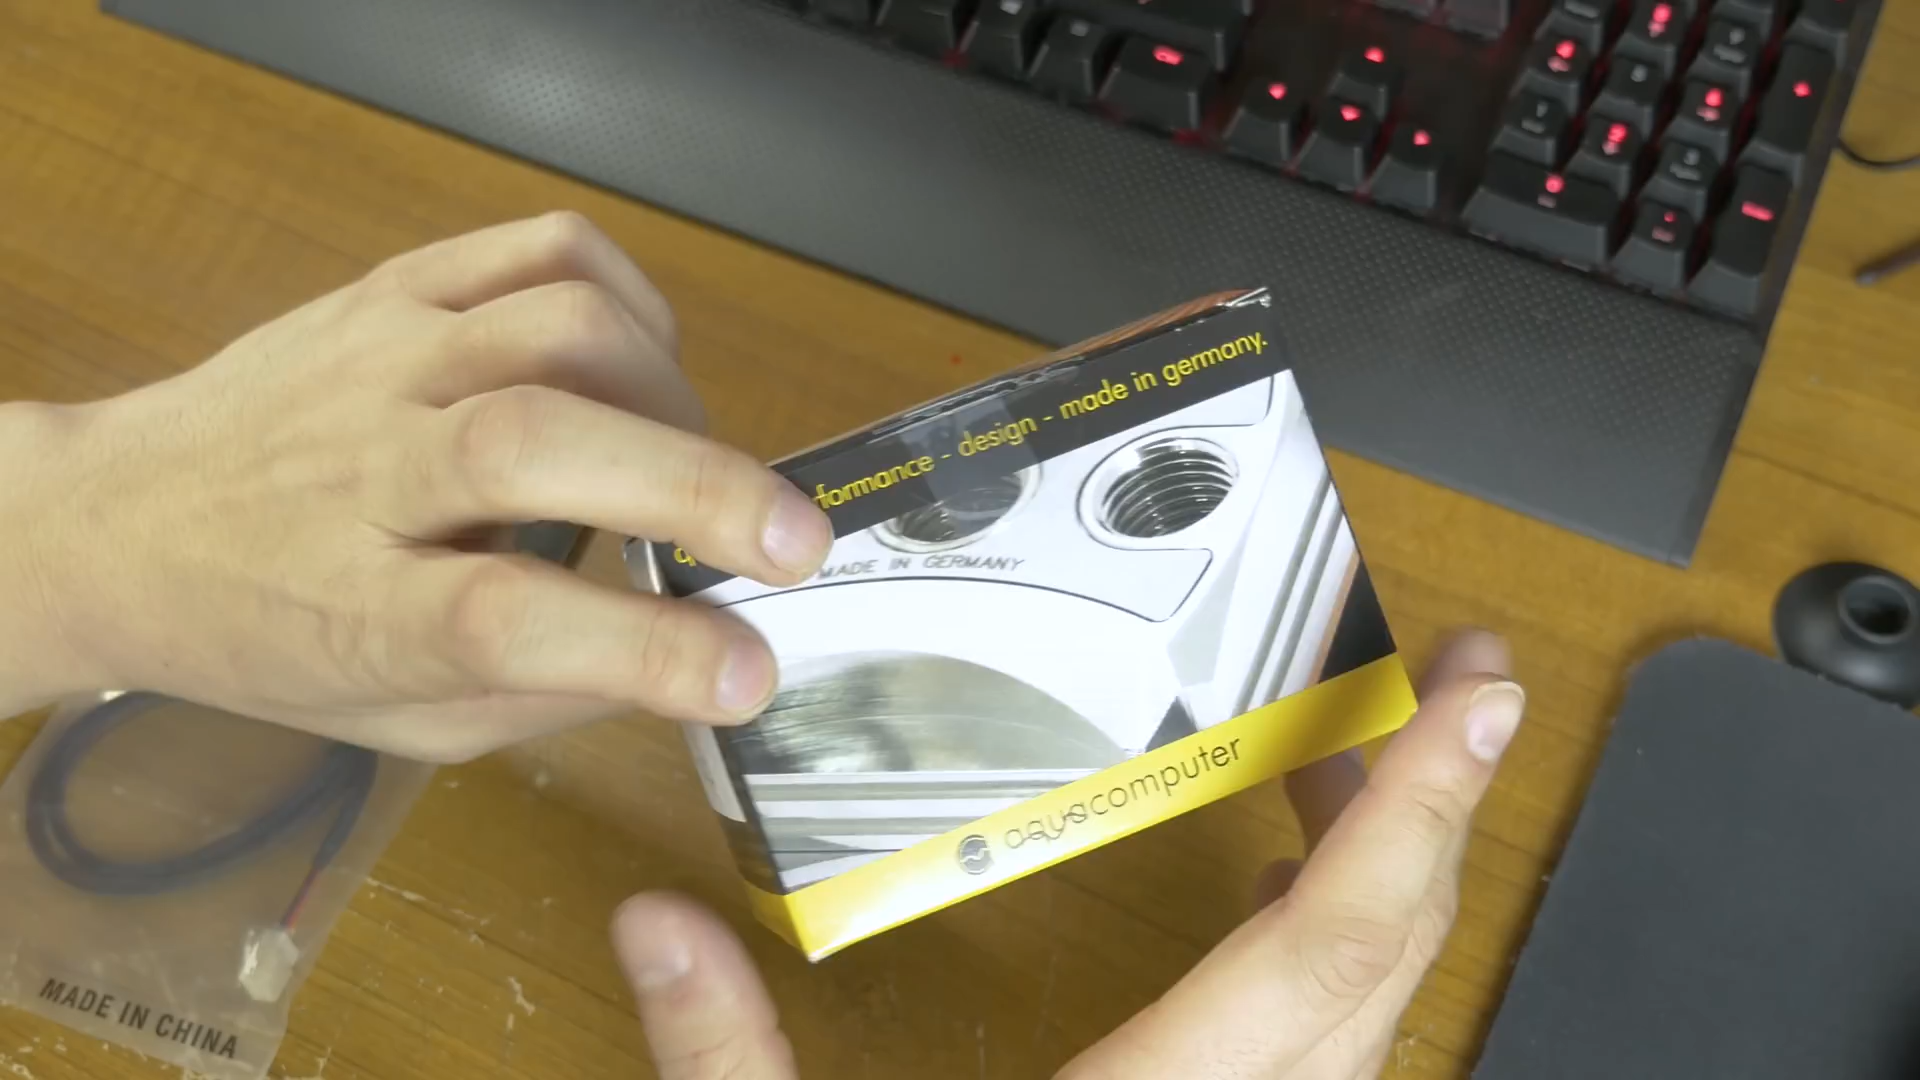 formance - design - made in germany.
MADE IN GERMANY
aquacomputer
MADE IN CHINA